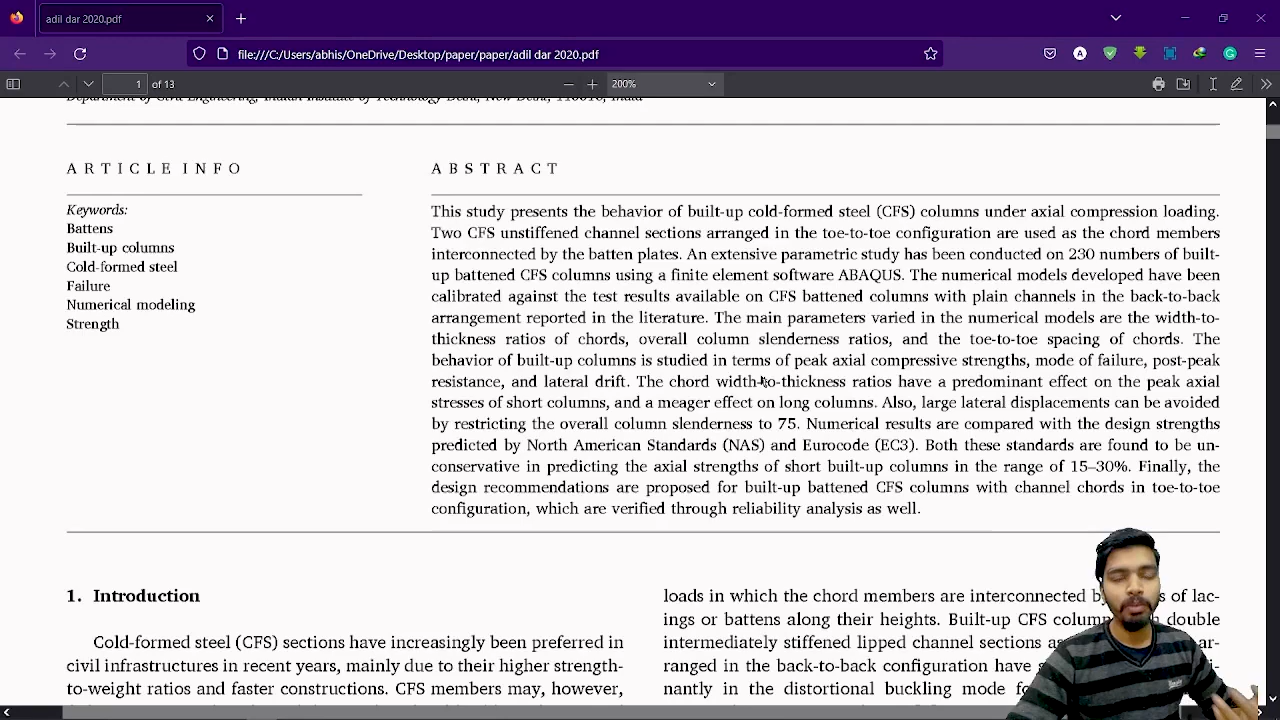 adil dar 2020.pdf
file:///C:/Users/abhis/OneDrive/Desktop/paper/paper/adil dar 2020.pdf
1 of 13
200%
Department of Civil Engineering, Indian Institute of Technology Delhi, New Delhi, 110016, India
ARTICLE INFO
Keywords:
Battens
Built-up columns
Cold-formed steel
Failure
Numerical modeling
Strength
ABSTRACT
This study presents the behavior of built-up cold-formed steel (CFS) columns under axial compression loading.
Two CFS unstiffened channel sections arranged in the toe-to-toe configuration are used as the chord members
interconnected by the batten plates. An extensive parametric study has been conducted on 230 numbers of built-
up battened CFS columns using a finite element software ABAQUS. The numerical models developed have been
calibrated against the test results available on CFS battened columns with plain channels in the back-to-back
arrangement reported in the literature. The main parameters varied in the numerical models are the width-to-
thickness ratios of chords, overall column slenderness ratios, and the toe-to-toe spacing of chords. The
behavior of built-up columns is studied in terms of peak axial compressive strengths, mode of failure, post-peak
resistance, and lateral drift. The chord width-to-thickness ratios have a predominant effect on the peak axial
stresses of short columns, and a meager effect on long columns. Also, large lateral displacements can be avoided
by restricting the overall column slenderness to 75. Numerical results are compared with the design strengths
predicted by North American Standards (NAS) and Eurocode (EC3). Both these standards are found to be un-
conservative in predicting the axial strengths of short built-up columns in the range of 15–30%. Finally, the
design recommendations are proposed for built-up battened CFS columns with channel chords in toe-to-toe
configuration, which are verified through reliability analysis as well.
1. Introduction
Cold-formed steel (CFS) sections have increasingly been preferred in
civil infrastructures in recent years, mainly due to their higher strength-
to-weight ratios and faster constructions. CFS members may, however,
loads in which the chord members are interconnected of lac-
ings or battens along their heights. Built-up CFS double
intermediately stiffened lipped channel sections ar-
ranged in the back-to-back configuration have
nantly in the distortional buckling mode